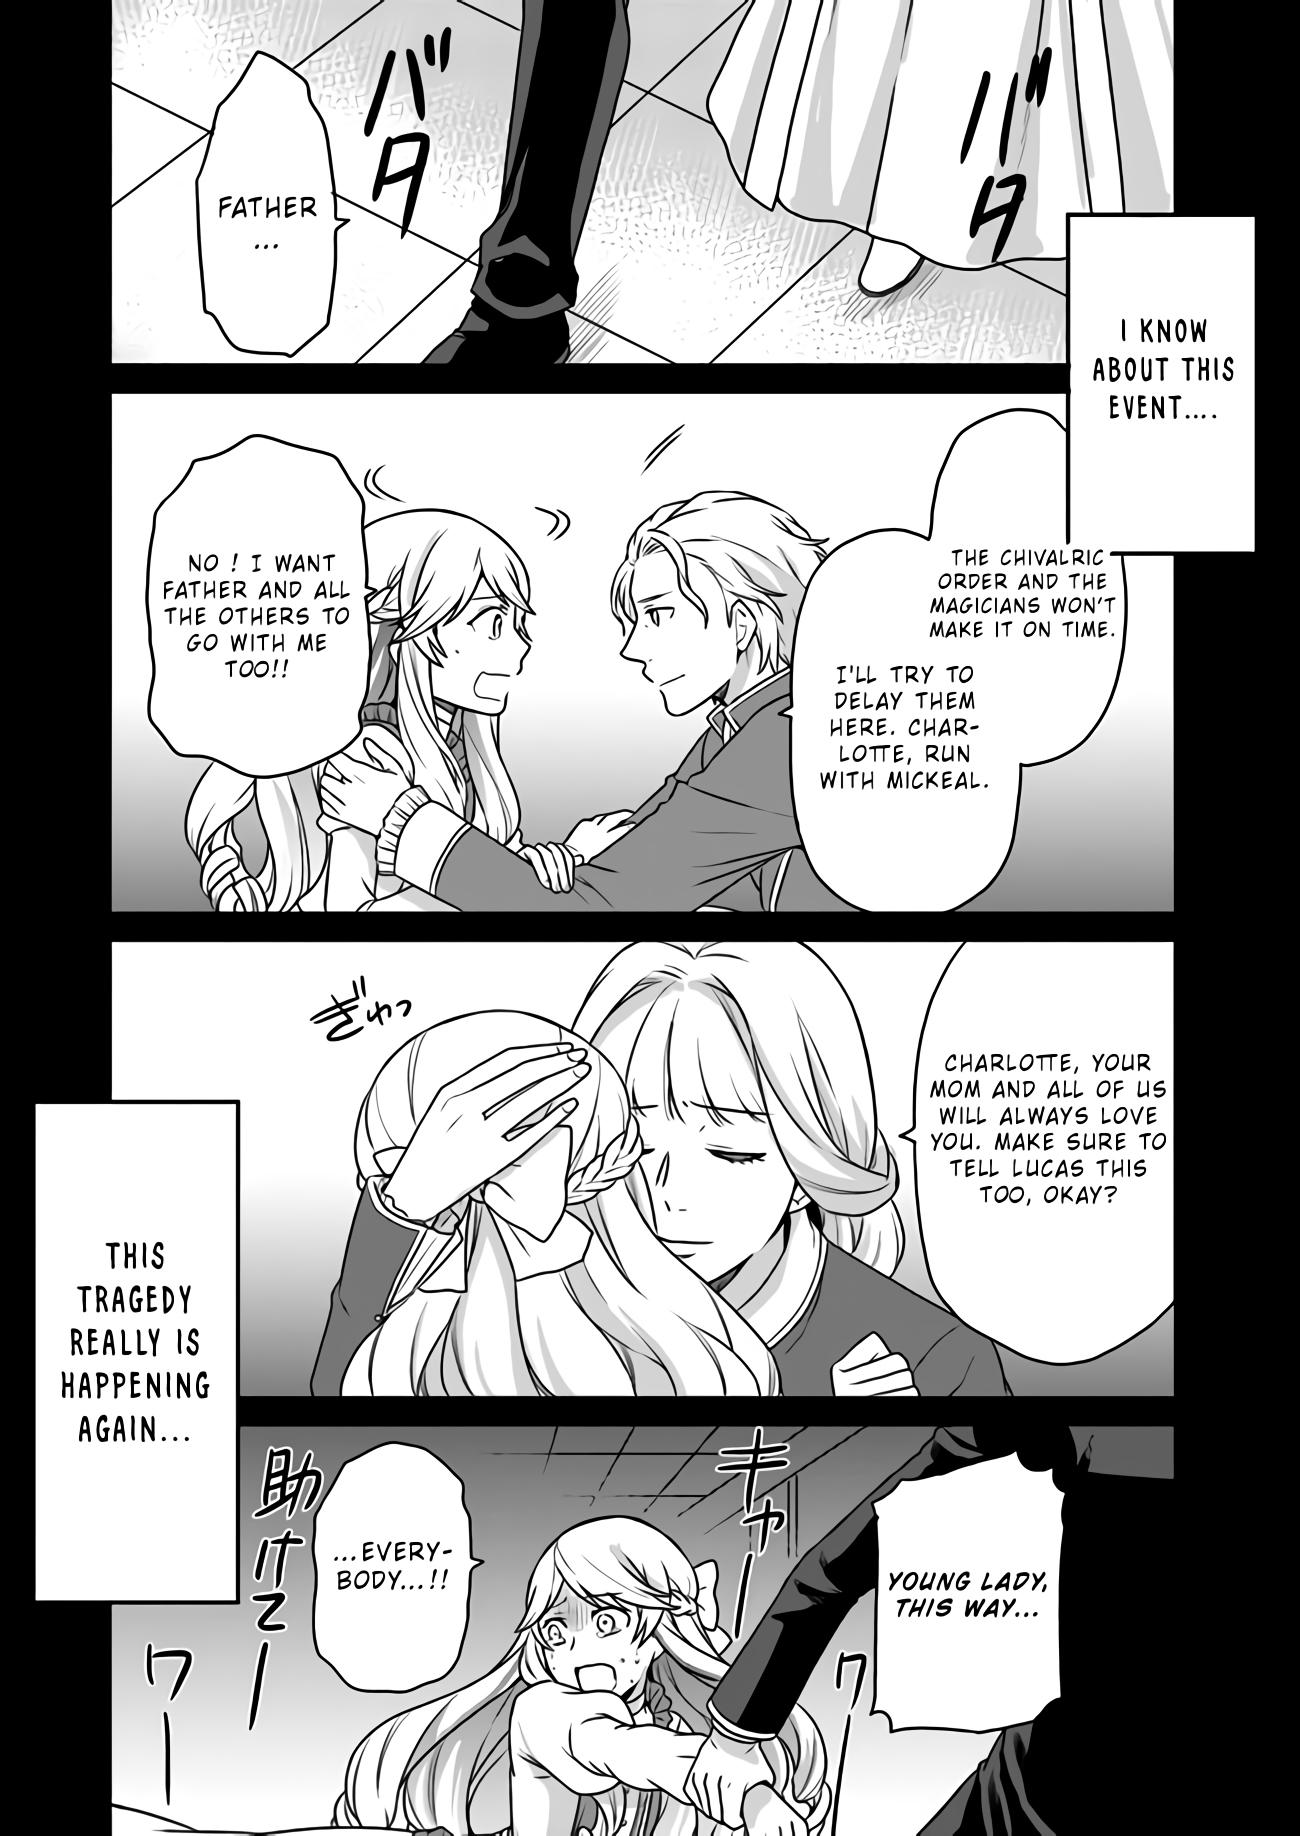 バタ
I KNOW
ABOUT THIS
EVENT....
バタ
FATHER
...
THE CHIVALRIC
ORDER AND THE
MAGICIANS WON'T
MAKE IT ON TIME.
I'LL TRY TO
DELAY THEM
HERE. CHAR-
LOTTE, RUN
WITH MICKEAL.
NO ! I WANT
FATHER AND ALL
THE OTHERS TO
GO WITH ME
TOO!!
CHARLOTTE, YOUR
MOM AND ALL OF US
WILL ALWAYS LOVE
YOU. MAKE SURE TO
TELL LUCAS THIS
TOO, OKAY?
ぎゅっ
THIS
TRAGEDY
REALLY IS
HAPPENING
AGAIN...
YOUNG LADY,
THIS WAY...
キャー
...EVERY-
BODY...!!
助けてー
ワー
ワー